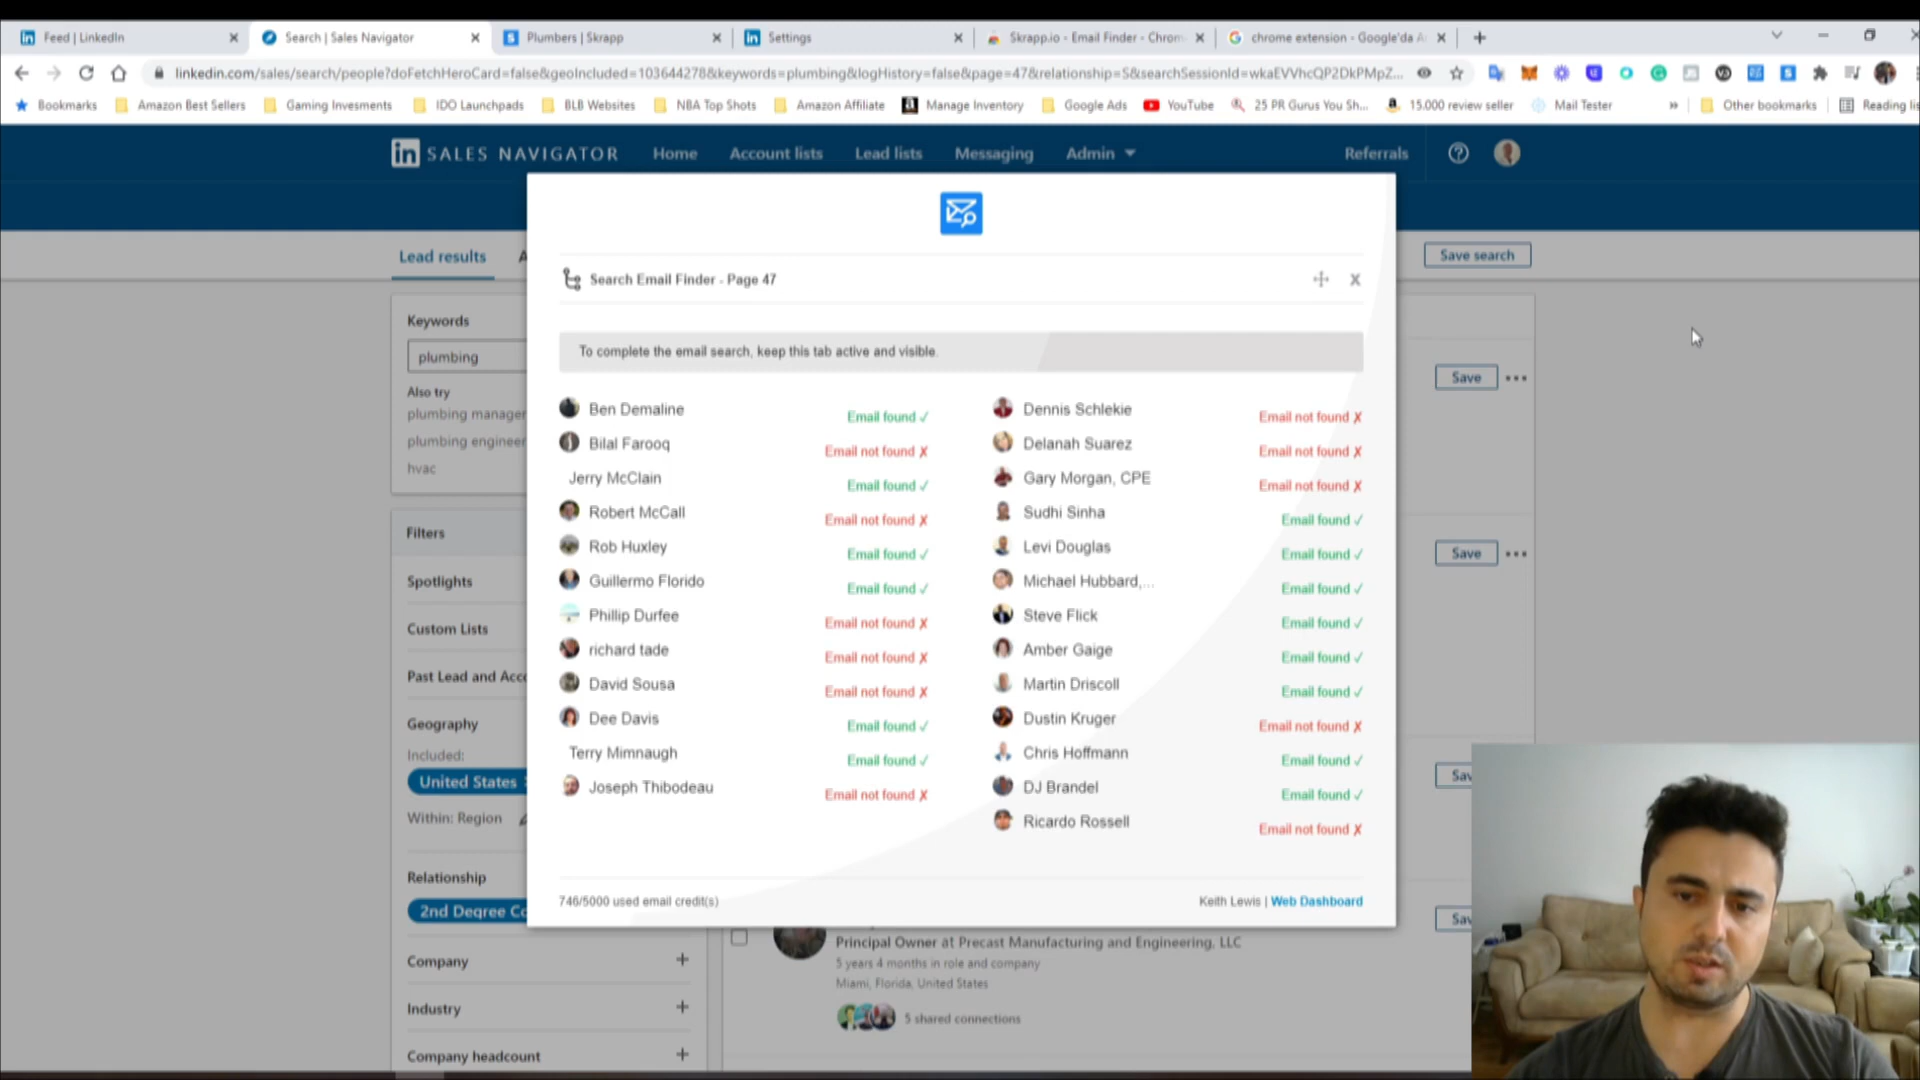 Feed | LinkedIn
Search | Sales Navigator
Plumbers | Skrapp
Settings
Skrapp.io - Email Finder - Chrom
chrome extension - Google'da A
linkedin.com/sales/search/people?doFetchHeroCard=false&geoIncluded=103644278&keywords=plumbing&logHistory=false&page=47&relationship=S&searchSessionId=wkaEVVhcQP2DkPMpZ...
Bookmarks
Amazon Best Sellers
Gaming Invesments
IDO Launchpads
BLB Websites
NBA Top Shots
Amazon Affiliate
Manage Inventory
Google Ads
YouTube
25 PR Gurus You Sh...
15.000 review seller
Mail Tester
»
Other bookmarks
Reading lis
in SALES NAVIGATOR
Home
Account lists
Lead lists
Messaging
Admin
Referrals
Lead results
A
Save search
Search Email Finder - Page 47
X
Keywords
plumbing
Also try
plumbing manager
plumbing engineer
hvac
To complete the email search, keep this tab active and visible.
Ben Demaline Email found ✓
Bilal Farooq Email not found ✗
Jerry McClain Email found ✓
Robert McCall Email not found ✗
Rob Huxley Email found ✓
Guillermo Florido Email found ✓
Phillip Durfee Email not found ✗
richard tade Email not found ✗
David Sousa Email not found ✗
Dee Davis Email found ✓
Terry Mimnaugh Email found ✓
Joseph Thibodeau Email not found ✗
Dennis Schlekie Email not found ✗
Delanah Suarez Email not found ✗
Gary Morgan, CPE Email not found ✗
Sudhi Sinha Email found ✓
Levi Douglas Email found ✓
Michael Hubbard,... Email found ✓
Steve Flick Email found ✓
Amber Gaige Email found ✓
Martin Driscoll Email found ✓
Dustin Kruger Email not found ✗
Chris Hoffmann Email found ✓
DJ Brandel Email found ✓
Ricardo Rossell Email not found ✗
746/5000 used email credit(s)
Keith Lewis | Web Dashboard
Save
Save
Sav
Sav
Filters
Spotlights
Custom Lists
Past Lead and Acco
Geography
Included:
United States
Within: Region
Relationship
2nd Degree Co
Company +
Industry +
Company headcount +
Principal Owner at Precast Manufacturing and Engineering, LLC
5 years 4 months in role and company
Miami, Florida, United States
5 shared connections